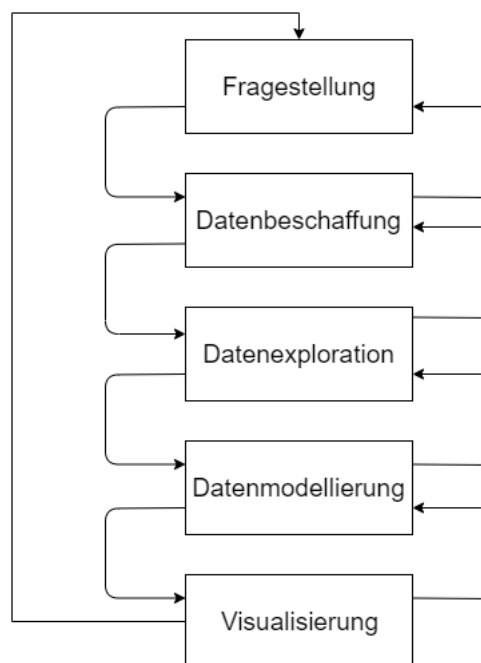 Fragestellung
Datenbeschaffung
Datenexploration
Datenmodellierung
Visualisierung